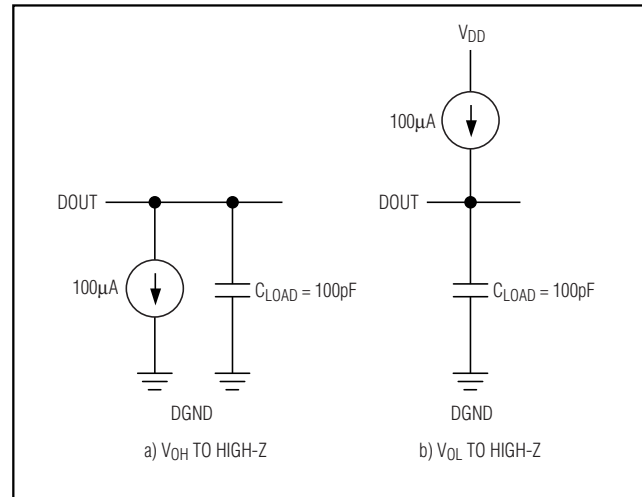 DOUT
100μA
CLOAD = 100pF
DGND
a) VOH TO HIGH-Z
VDD
100μA
DOUT
CLOAD = 100pF
DGND
b) VOL TO HIGH-Z